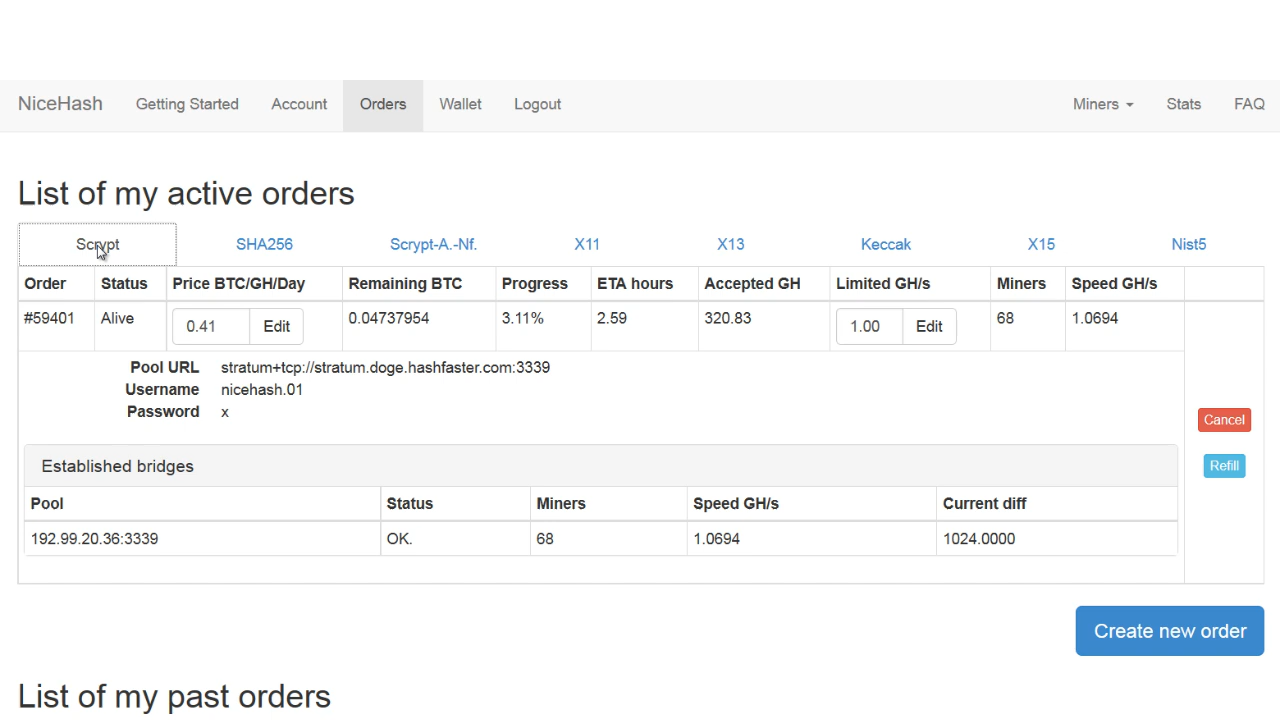 NiceHash Getting Started Account Orders Wallet Logout Miners Stats FAQ
List of my active orders
Scrypt SHA256 Scrypt-A.-Nf. X11 X13 Keccak X15 Nist5
Order Status Price BTC/GH/Day Remaining BTC Progress ETA hours Accepted GH Limited GH/s Miners Speed GH/s
#59401 Alive 0.41 Edit 0.04737954 3.11% 2.59 320.83 1.00 Edit 68 1.0694
Pool URL stratum+tcp://stratum.doge.hashfaster.com:3339
Username nicehash.01
Password x
Cancel
Established bridges
Refill
Pool Status Miners Speed GH/s Current diff
192.99.20.36:3339 OK. 68 1.0694 1024.0000
Create new order
List of my past orders